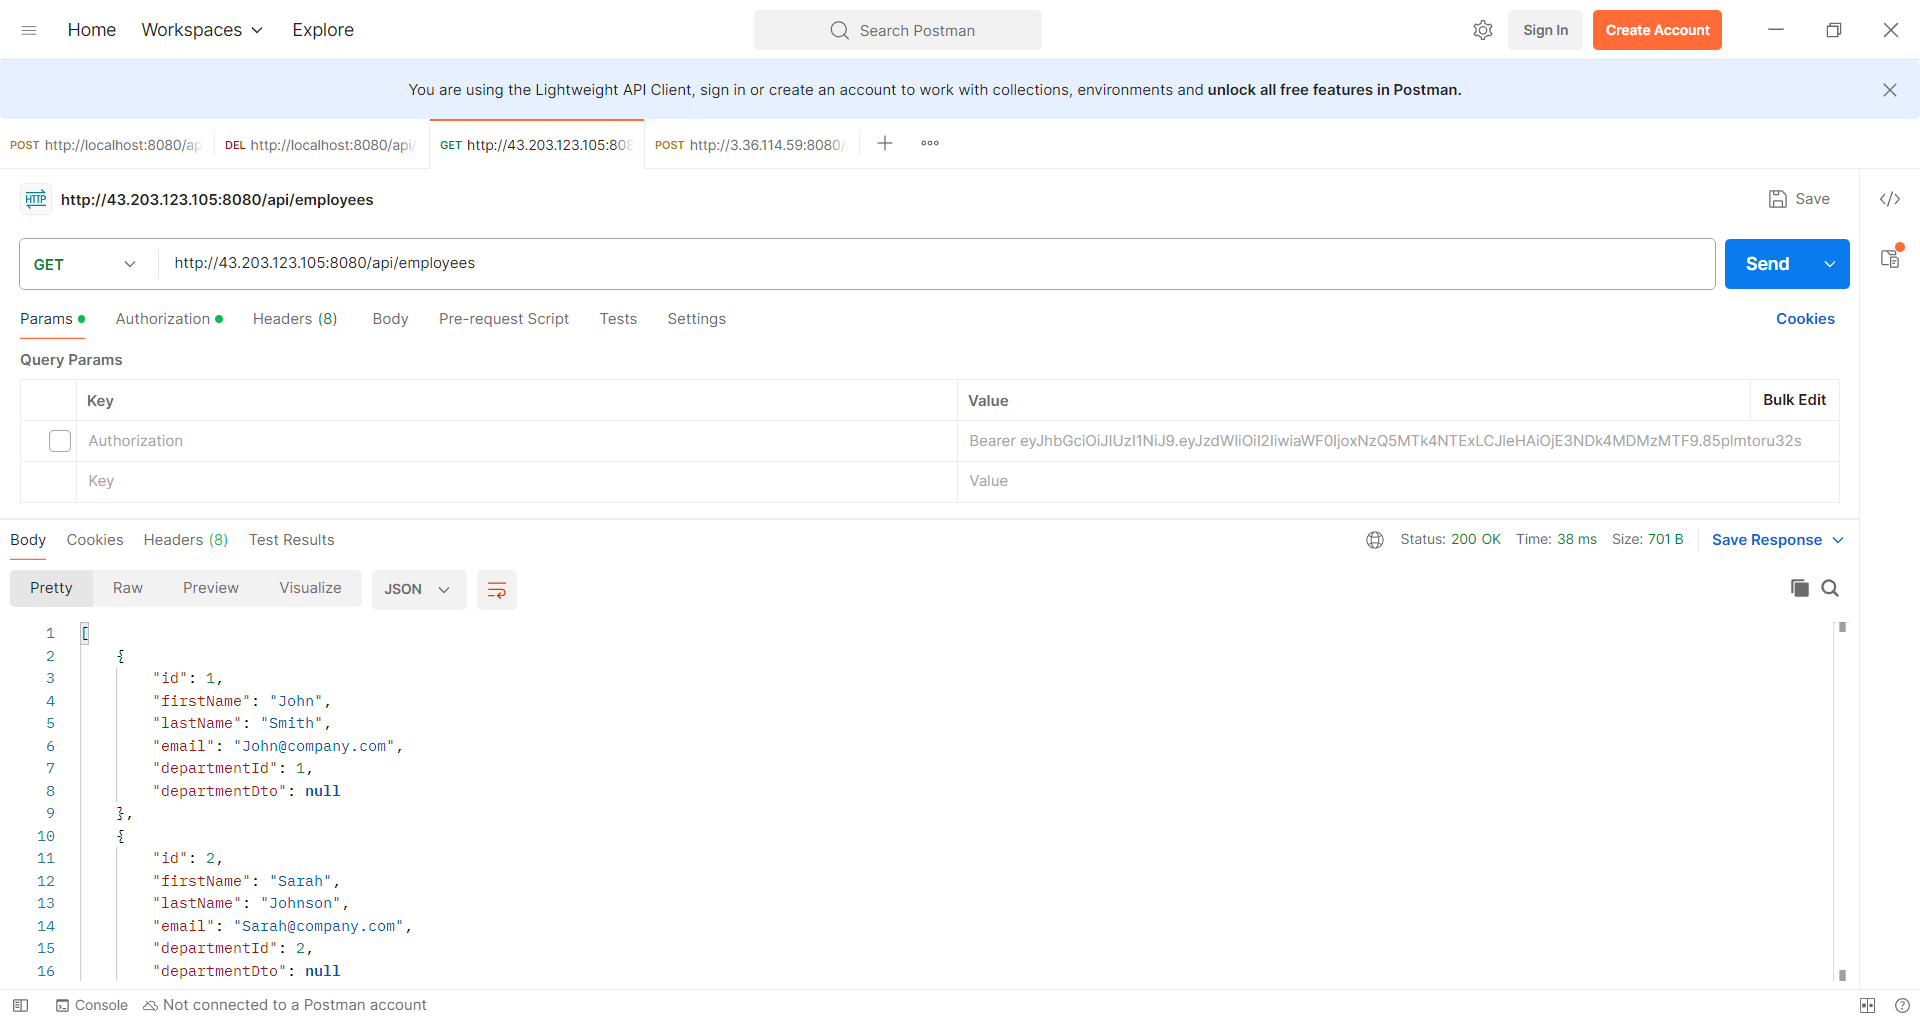 Home Workspaces Explore Search Postman Sign In Create Account
You are using the Lightweight API Client, sign in or create an account to work with collections, environments and unlock all free features in Postman.
POST http://localhost:8080/ap DEL http://localhost:8080/api/ GET http://43.203.123.105:808 POST http://3.36.114.59:8080/
HTTP http://43.203.123.105:8080/api/employees Save </>
GET http://43.203.123.105:8080/api/employees Send
Params Authorization Headers (8) Body Pre-request Script Tests Settings Cookies
Query Params
Key Value Bulk Edit
Authorization Bearer eyJhbGciOiJIUzI1NiJ9.eyJzdWIiOiI2IiwiaWF0IjoxNzQ5MTk4NTExLCJleHAiOjE3NDk4MDMzMTF9.85plmtoru32s
Key Value
Body Cookies Headers (8) Test Results Status: 200 OK Time: 38 ms Size: 701 B Save Response
Pretty Raw Preview Visualize JSON
1 [
2 {
3 "id": 1,
4 "firstName": "John",
5 "lastName": "Smith",
6 "email": "John@company.com",
7 "departmentId": 1,
8 "departmentDto": null
9 },
10 {
11 "id": 2,
12 "firstName": "Sarah",
13 "lastName": "Johnson",
14 "email": "Sarah@company.com",
15 "departmentId": 2,
16 "departmentDto": null
Console Not connected to a Postman account